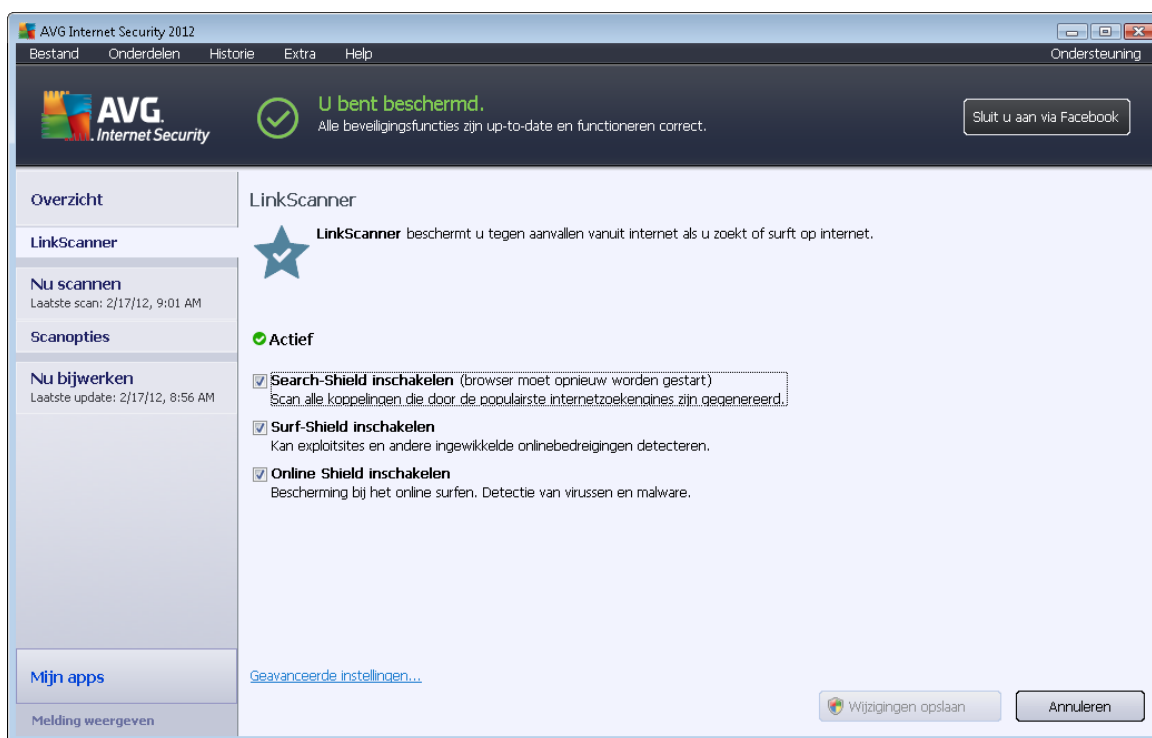 AVG Internet Security 2012
Bestand Onderdelen Historie Extra Help Ondersteuning
AVG.
Internet Security
U bent beschermd.
Alle beveiligingsfuncties zijn up-to-date en functioneren correct.
Sluit u aan via Facebook
Overzicht
LinkScanner
Nu scannen
Laatste scan: 2/17/12, 9:01 AM
Scanopties
Nu bijwerken
Laatste update: 2/17/12, 8:56 AM
Mijn apps
Melding weergeven
LinkScanner
LinkScanner beschermt u tegen aanvallen vanuit internet als u zoekt of surft op internet.
Actief
Search-Shield inschakelen (browser moet opnieuw worden gestart)
Scan alle koppelingen die door de populairste internetzoekengines zijn gegenereerd.
Surf-Shield inschakelen
Kan exploitsites en andere ingewikkelde onlinebedreigingen detecteren.
Online Shield inschakelen
Bescherming bij het online surfen. Detectie van virussen en malware.
Geavanceerde instellingen...
Wijzigingen opslaan
Annuleren